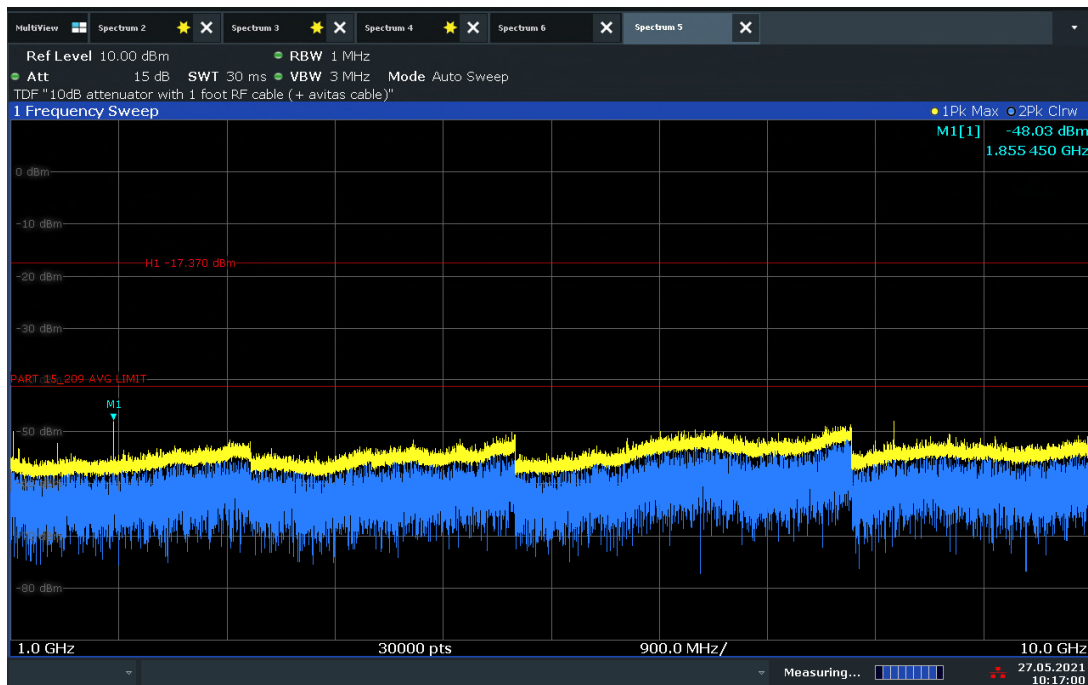 MultiView Spectrum 2 Spectrum 3 Spectrum 4 Spectrum 6 Spectrum 5
Ref Level 10.00 dBm RBW 1 MHz
Att 15 dB SWT 30 ms VBW 3 MHz Mode Auto Sweep
TDF "10dB attenuator with 1 foot RF cable (+ avitas cable)"
1 Frequency Sweep 1Pk Max 2Pk Clrw
M1[1] -48.03 dBm
1.855 450 GHz
0 dBm
-10 dBm
H1 -17.370 dBm
-20 dBm
-30 dBm
PART 15_209 AVG LIMIT
M1
-50 dBm
-80 dBm
1.0 GHz 30000 pts 900.0 MHz/ 10.0 GHz
Measuring... 27.05.2021
10:17:00